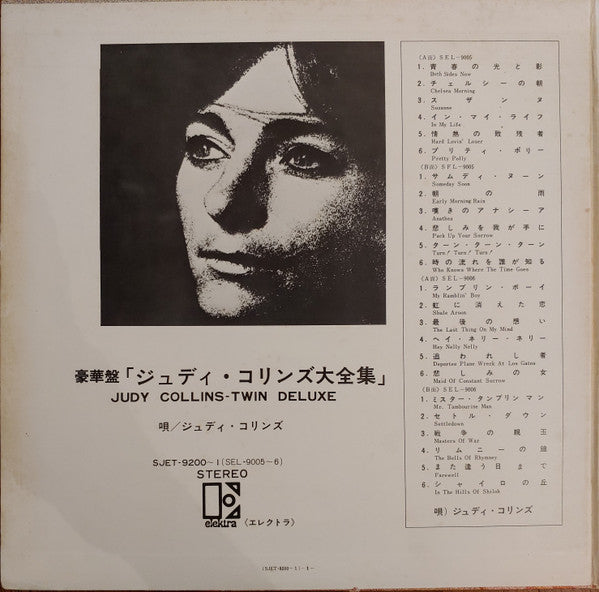 豪華盤「ジュディ・コリンズ大全集」
JUDY COLLINS-TWIN DELUXE
唄／ジュディ・コリンズ
SJET-9200~1(SEL-9005~6)
STEREO
elektra
(エレクトラ)
(A面) SEL-9005
1. 青春の光と影
Both Sides Now
2. チェルシーの朝
Chelsea Morning
3. スザンヌ
Suzanne
4. イン・マイ・ライフ
In My Life
5. 情熱の敗残者
Hard Lovin' Loser
6. プリティ・ポリー
Pretty Polly
(B面) SEL-9005
1. サムディ・スーン
Someday Soon
2. 朝の雨
Early Morning Rain
3. 嘆きのアナシーア
Anathea
4. 悲しみを我が手に
Pack Up Your Sorrow
5. ターン・ターン・ターン
Turn! Turn! Turn!
6. 時の流れを誰が知る
Who Knows Where The Time Goes
(A面) SEL-9006
1. ランブリン・ボーイ
My Ramblin' Boy
2. 虹に消えた恋
Shule Aroon
3. 最後の想い
The Last Thing On My Mind
4. ヘイ・ネリー・ネリー
Hey Nelly Nelly
5. 追われし者
Deportee Plane Wreck At Los Gatos
6. 悲しみの女
Maid Of Constant Sorrow
(B面) SEL-9006
1. ミスター・タンブリンマン
Mr. Tambourine Man
2. セトル・ダウン
Settledown
3. 戦争の親玉
Masters Of War
4. リムニーの鐘
The Bells Of Rhymney
5. また逢う日まで
Farewell
6. シャイロの丘
In The Hills Of Shiloh
唄) ジュディ・コリンズ